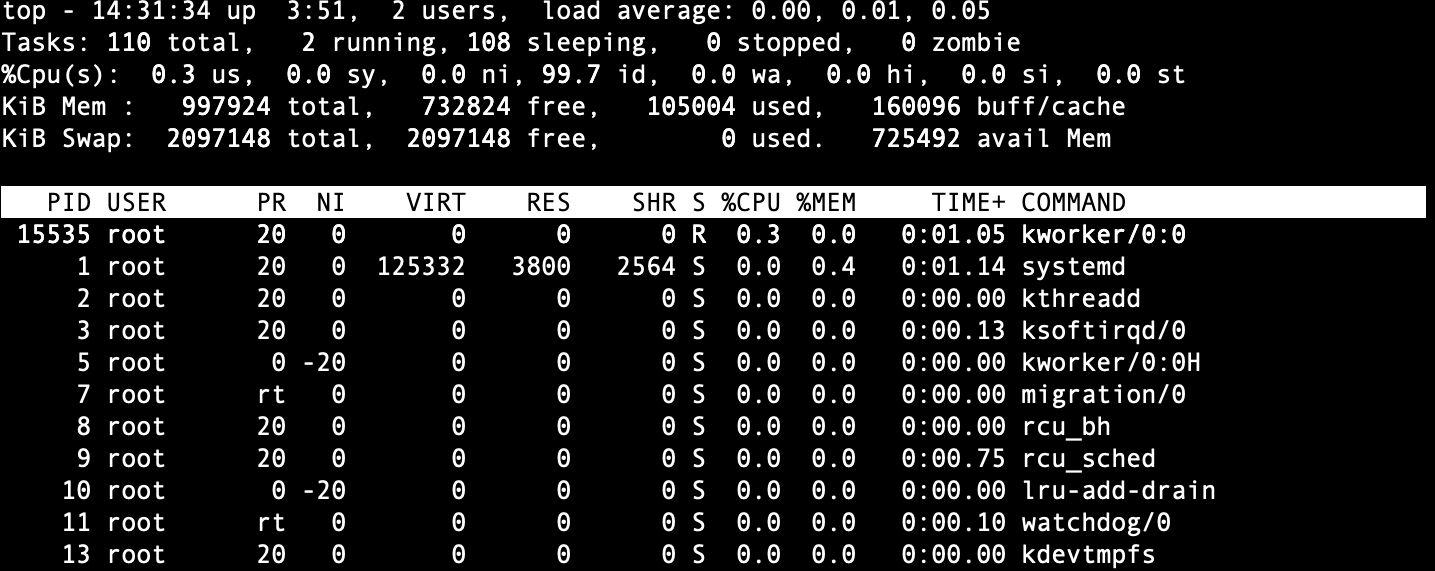 top - 14:31:34 up  3:51,  2 users,  load average: 0.00, 0.01, 0.05
Tasks: 110 total,   2 running, 108 sleeping,   0 stopped,   0 zombie
%Cpu(s):  0.3 us,  0.0 sy,  0.0 ni, 99.7 id,  0.0 wa,  0.0 hi,  0.0 si,  0.0 st
KiB Mem :   997924 total,   732824 free,   105004 used,   160096 buff/cache
KiB Swap:  2097148 total,  2097148 free,        0 used.   725492 avail Mem
  PID USER      PR  NI    VIRT    RES    SHR S %CPU %MEM     TIME+ COMMAND
15535 root      20   0       0      0      0 R  0.3  0.0   0:01.05 kworker/0:0
    1 root      20   0  125332   3800   2564 S  0.0  0.4   0:01.14 systemd
    2 root      20   0       0      0      0 S  0.0  0.0   0:00.00 kthreadd
    3 root      20   0       0      0      0 S  0.0  0.0   0:00.13 ksoftirqd/0
    5 root       0 -20       0      0      0 S  0.0  0.0   0:00.00 kworker/0:0H
    7 root      rt   0       0      0      0 S  0.0  0.0   0:00.00 migration/0
    8 root      20   0       0      0      0 S  0.0  0.0   0:00.00 rcu_bh
    9 root      20   0       0      0      0 S  0.0  0.0   0:00.75 rcu_sched
   10 root       0 -20       0      0      0 S  0.0  0.0   0:00.00 lru-add-drain
   11 root      rt   0       0      0      0 S  0.0  0.0   0:00.10 watchdog/0
   13 root      20   0       0      0      0 S  0.0  0.0   0:00.00 kdevtmpfs